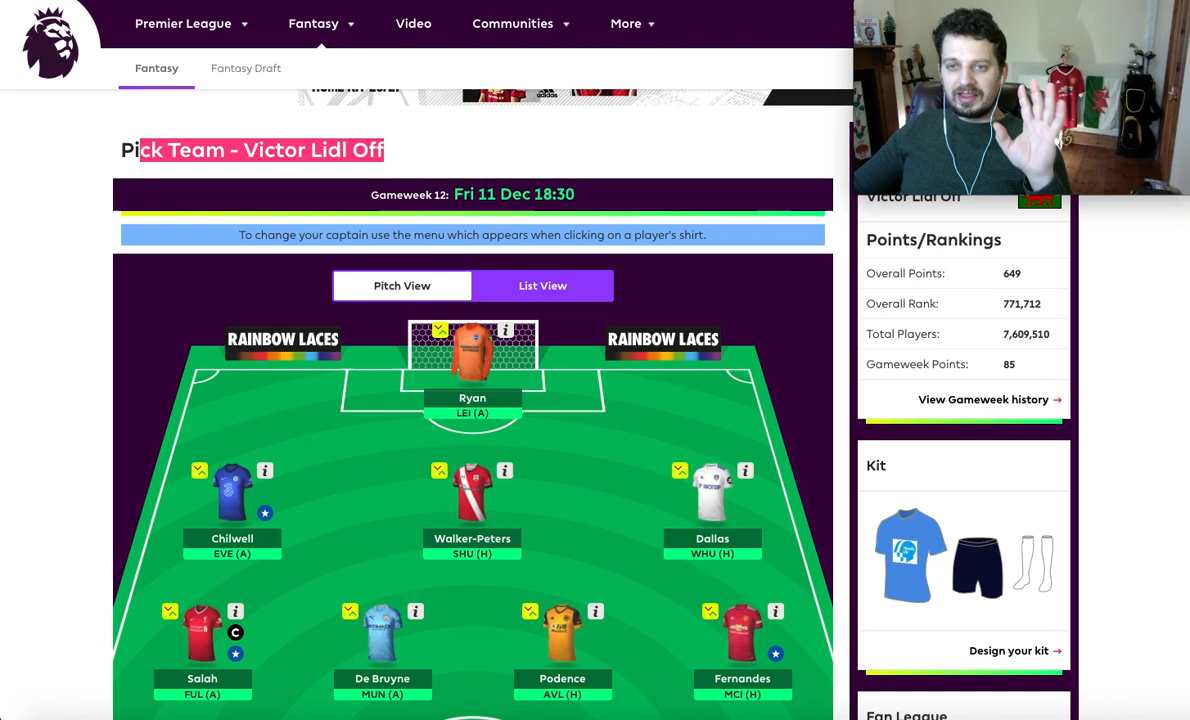 Premier League Fantasy Video Communities More
Fantasy Fantasy Draft
adidas
Pick Team - Victor Lidl Off
Gameweek 12: Fri 11 Dec 18:30
To change your captain use the menu which appears when clicking on a player's shirt.
Pitch View List View
RAINBOW LACES RAINBOW LACES
i
Ryan
LEI (A)
i i i
3
Chilwell Walker-Peters Dallas
EVE (A) SHU (H) WHU (H)
i i i i
C
Salah De Bruyne Podence Fernandes
FUL (A) MUN (A) AVL (H) MCI (H)
Victor Lidl Off
Points/Rankings
Overall Points: 649
Overall Rank: 771,712
Total Players: 7,609,510
Gameweek Points: 85
View Gameweek history →
Kit
Design your kit →
Fan League